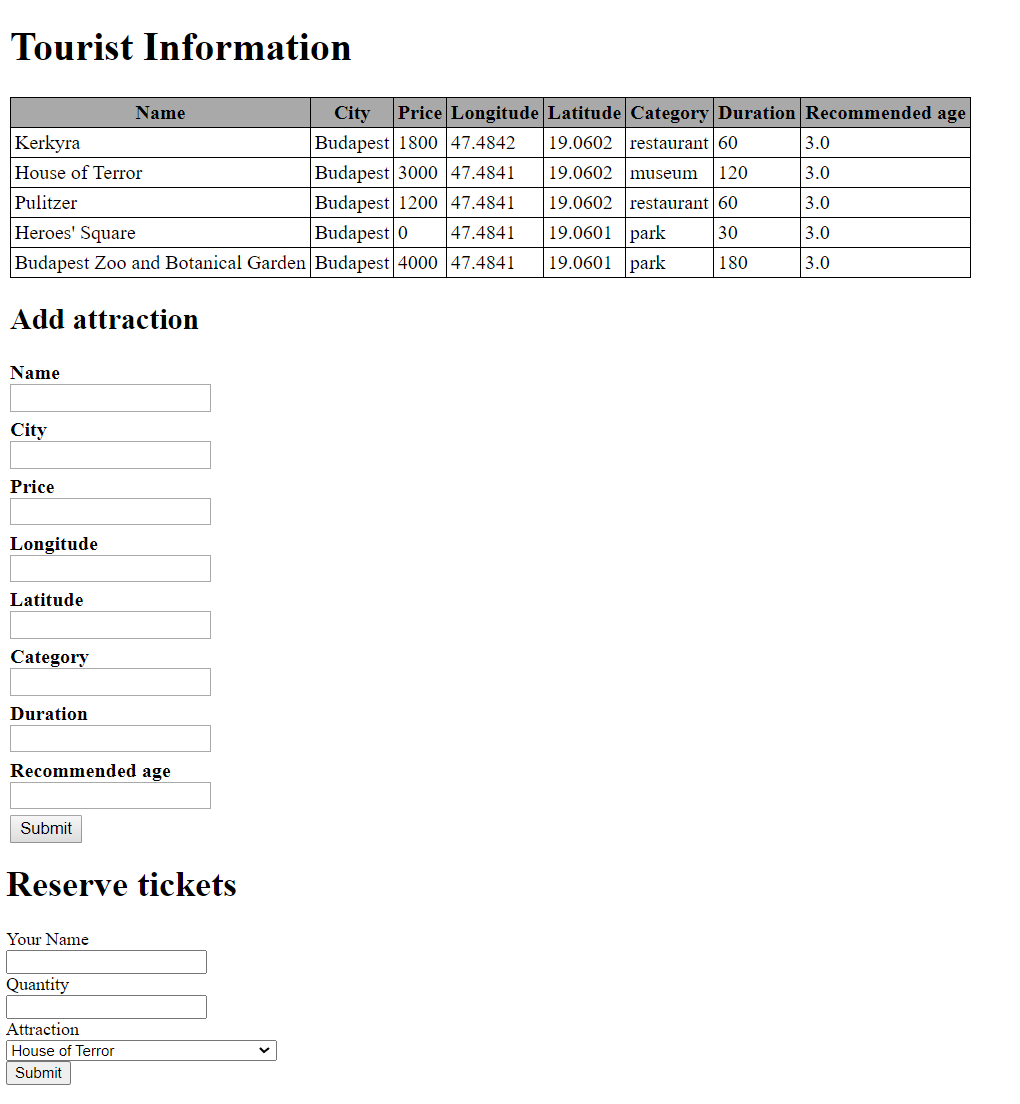 Tourist Information
Name City Price Longitude Latitude Category Duration Recommended age
Kerkyra Budapest 1800 47.4842 19.0602 restaurant 60 3.0
House of Terror Budapest 3000 47.4841 19.0602 museum 120 3.0
Pulitzer Budapest 1200 47.4841 19.0602 restaurant 60 3.0
Heroes' Square Budapest 0 47.4841 19.0601 park 30 3.0
Budapest Zoo and Botanical Garden Budapest 4000 47.4841 19.0601 park 180 3.0
Add attraction
Name
City
Price
Longitude
Latitude
Category
Duration
Recommended age
Submit
Reserve tickets
Your Name
Quantity
Attraction
House of Terror
Submit